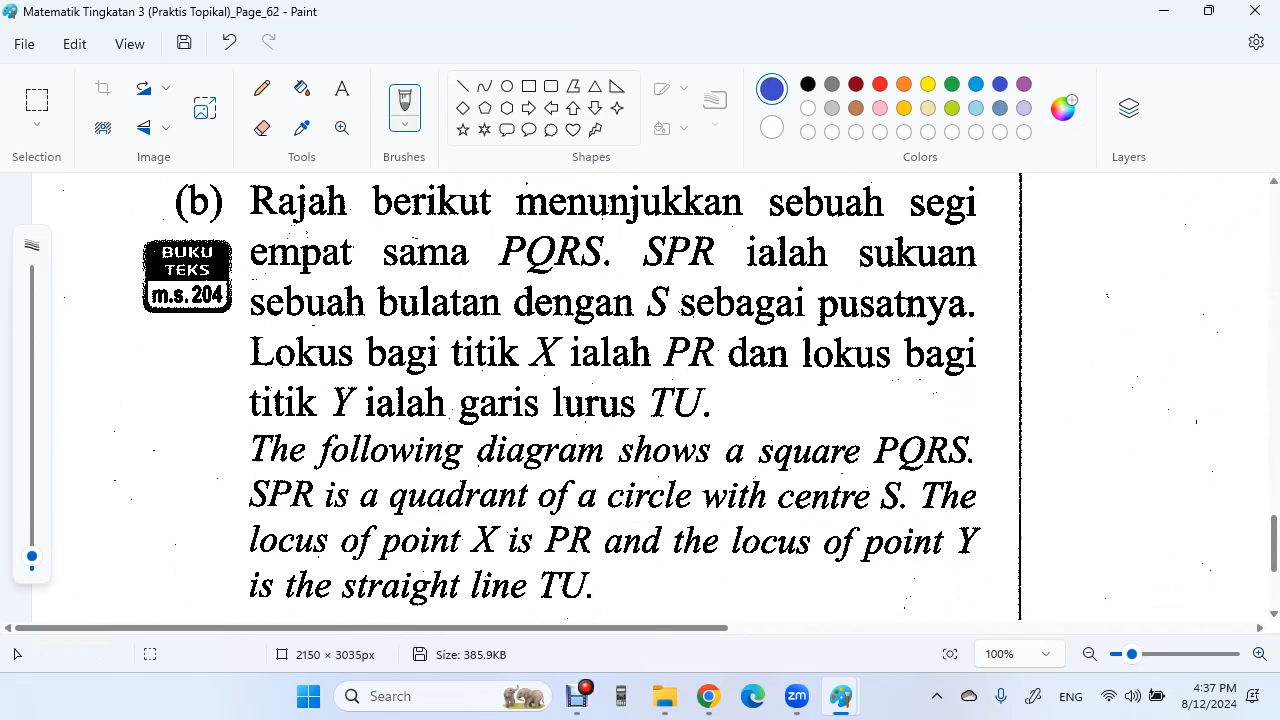 Matematik Tingkatan 3 (Praktis Topikal)_Page_62 - Paint
File Edit View
Selection Image Tools Brushes Shapes Colors Layers
(b) Rajah berikut menunjukkan sebuah segi
empat sama PQRS. SPR ialah sukuan
BUKU
TEKS
m.s. 204
sebuah bulatan dengan S sebagai pusatnya.
Lokus bagi titik X ialah PR dan lokus bagi
titik Y ialah garis lurus TU.
The following diagram shows a square PQRS.
SPR is a quadrant of a circle with centre S. The
locus of point X is PR and the locus of point Y
is the straight line TU.
2150 × 3035px Size: 385.9KB 100%
Search zm ENG 4:37 PM
8/12/2024